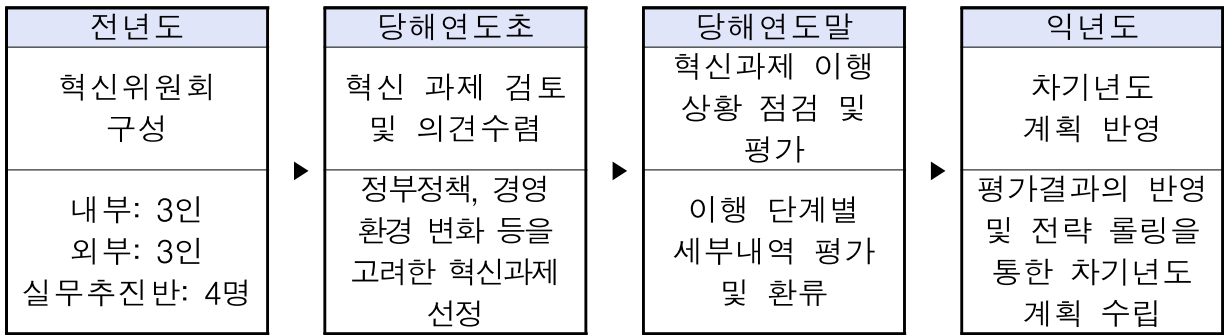 전년도
혁신위원회
구성
내부: 3인
외부: 3인
실무추진반: 4명
당해연도초
혁신 과제 검토
및 의견수렴
정부정책, 경영
환경 변화 등을
고려한 혁신과제
선정
당해연도말
혁신과제 이행
상황 점검 및
평가
이행 단계별
세부내역 평가
및 환류
익년도
차기년도
계획 반영
평가결과의 반영
및 전략 롤링을
통한 차기년도
계획 수립